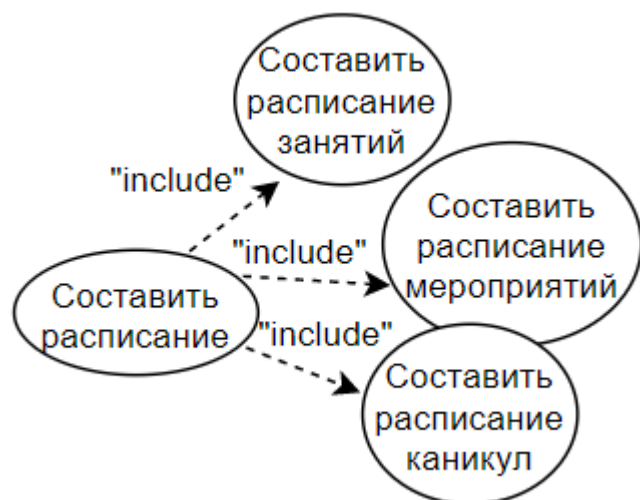 Составить
расписание
занятий
"include"
Составить
расписание
мероприятий
"include"
Составить
расписание
"include"
Составить
расписание
каникул